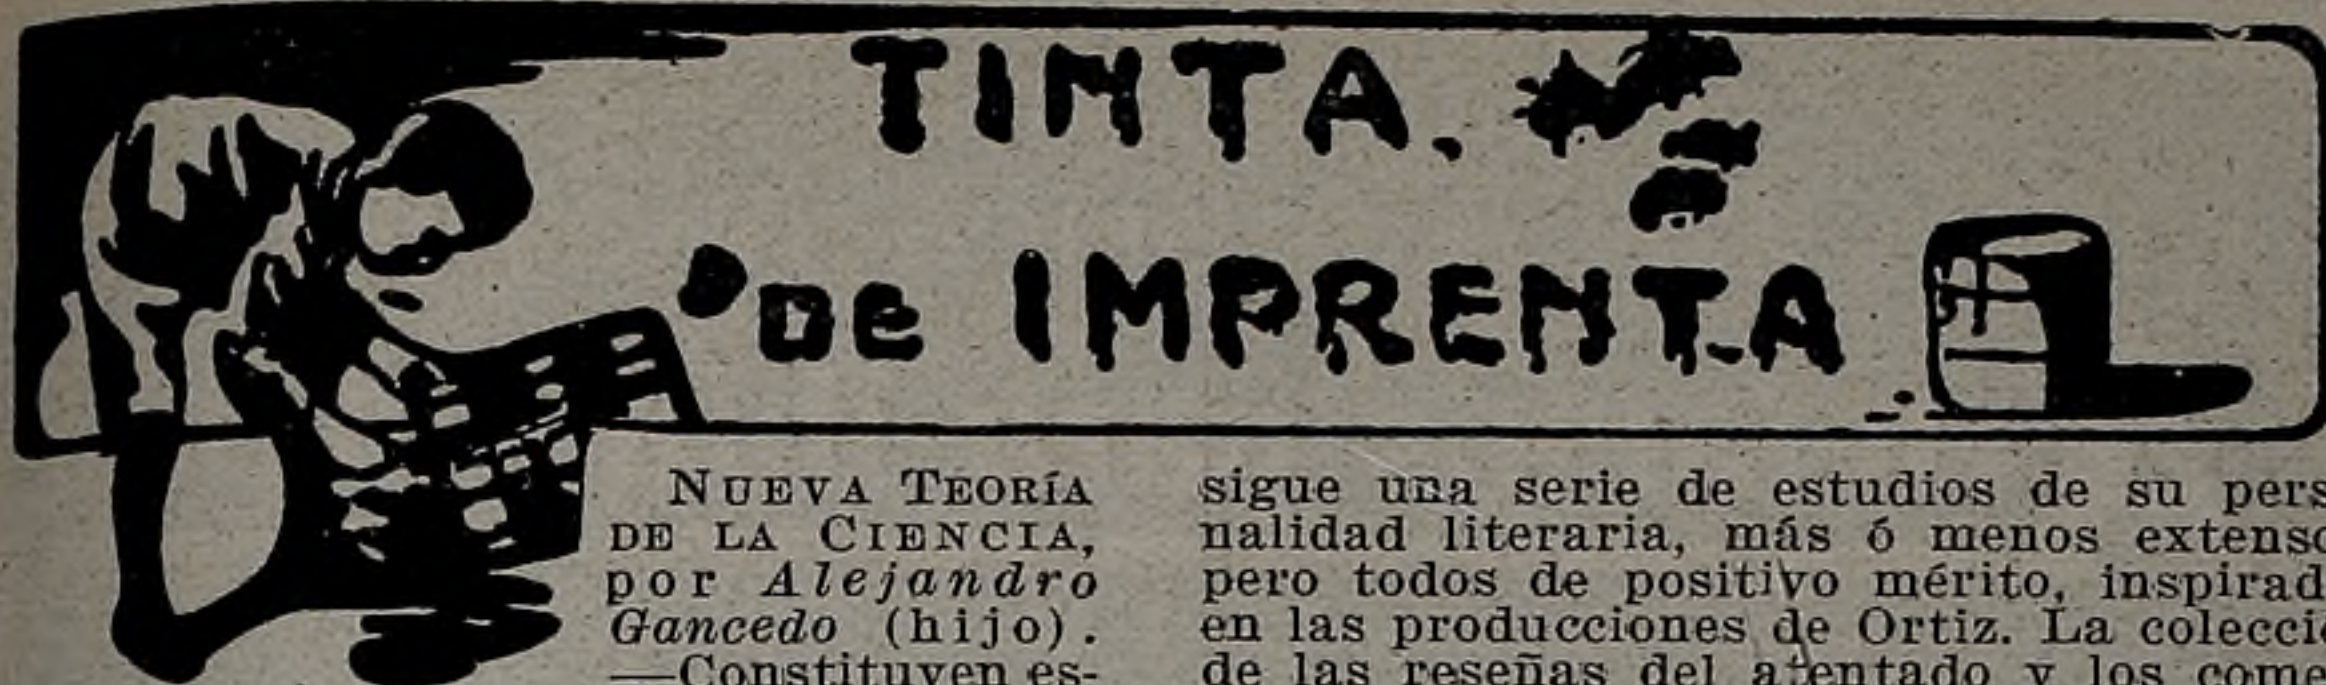 TINTA.
De IMPRENTA
NUEVA TEORÍA
DE LA CIENCIA,
por Alejandro
Gancedo (hijo).
—Constituyen es-
sigue una serie de estudios de su pers
nalidad literaria, más ó menos extenso
pero todos de positivo mérito, inspirad
en las producciones de Ortiz. La colecci
de las reseñas del atentado y los come